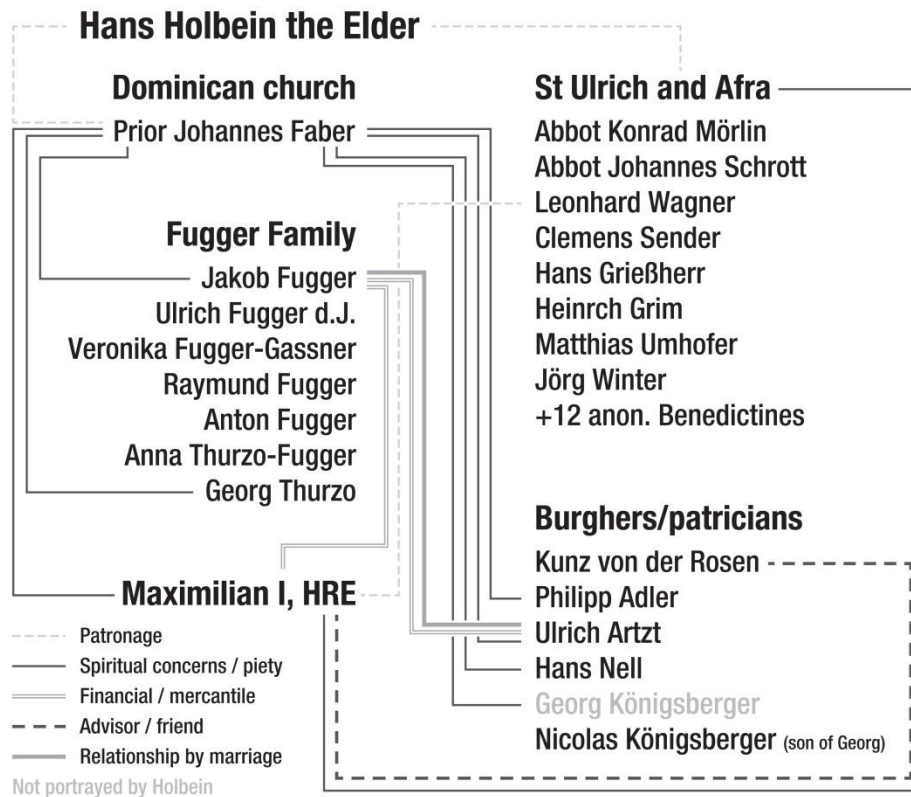 Hans Holbein the Elder
Dominican church
Prior Johannes Faber
Fugger Family
Jakob Fugger
Ulrich Fugger d.J.
Veronika Fugger-Gassner
Raymund Fugger
Anton Fugger
Anna Thurzo-Fugger
Georg Thurzo
Maximilian I, HRE
St Ulrich and Afra
Abbot Konrad Mörlin
Abbot Johannes Schrott
Leonhard Wagner
Clemens Sender
Hans Grießherr
Heinrch Grim
Matthias Umhofer
Jörg Winter
+12 anon. Benedictines
Burghers/patricians
Kunz von der Rosen
Philipp Adler
Ulrich Artzt
Hans Nell
Georg Königsberger
Nicolas Königsberger (son of Georg)
Patronage
Spiritual concerns / piety
Financial / mercantile
Advisor / friend
Relationship by marriage
Not portrayed by Holbein